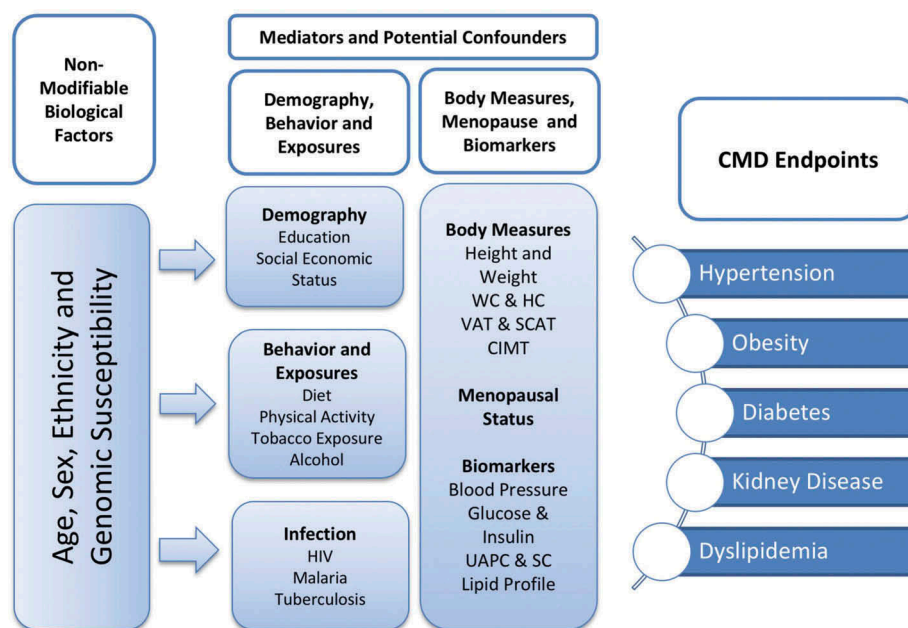 Non-
Modifiable
Biological
Factors
Age, Sex, Ethnicity and
Genomic Susceptibility
Mediators and Potential Confounders
Demography,
Behavior and
Exposures
Demography
Education
Social Economic
Status
Behavior and
Exposures
Diet
Physical Activity
Tobacco Exposure
Alcohol
Infection
HIV
Malaria
Tuberculosis
Body Measures,
Menopause and
Biomarkers
Body Measures
Height and
Weight
WC & HC
VAT & SCAT
CIMT
Menopausal
Status
Biomarkers
Blood Pressure
Glucose &
Insulin
UAPC & SC
Lipid Profile
CMD Endpoints
Hypertension
Obesity
Diabetes
Kidney Disease
Dyslipidemia